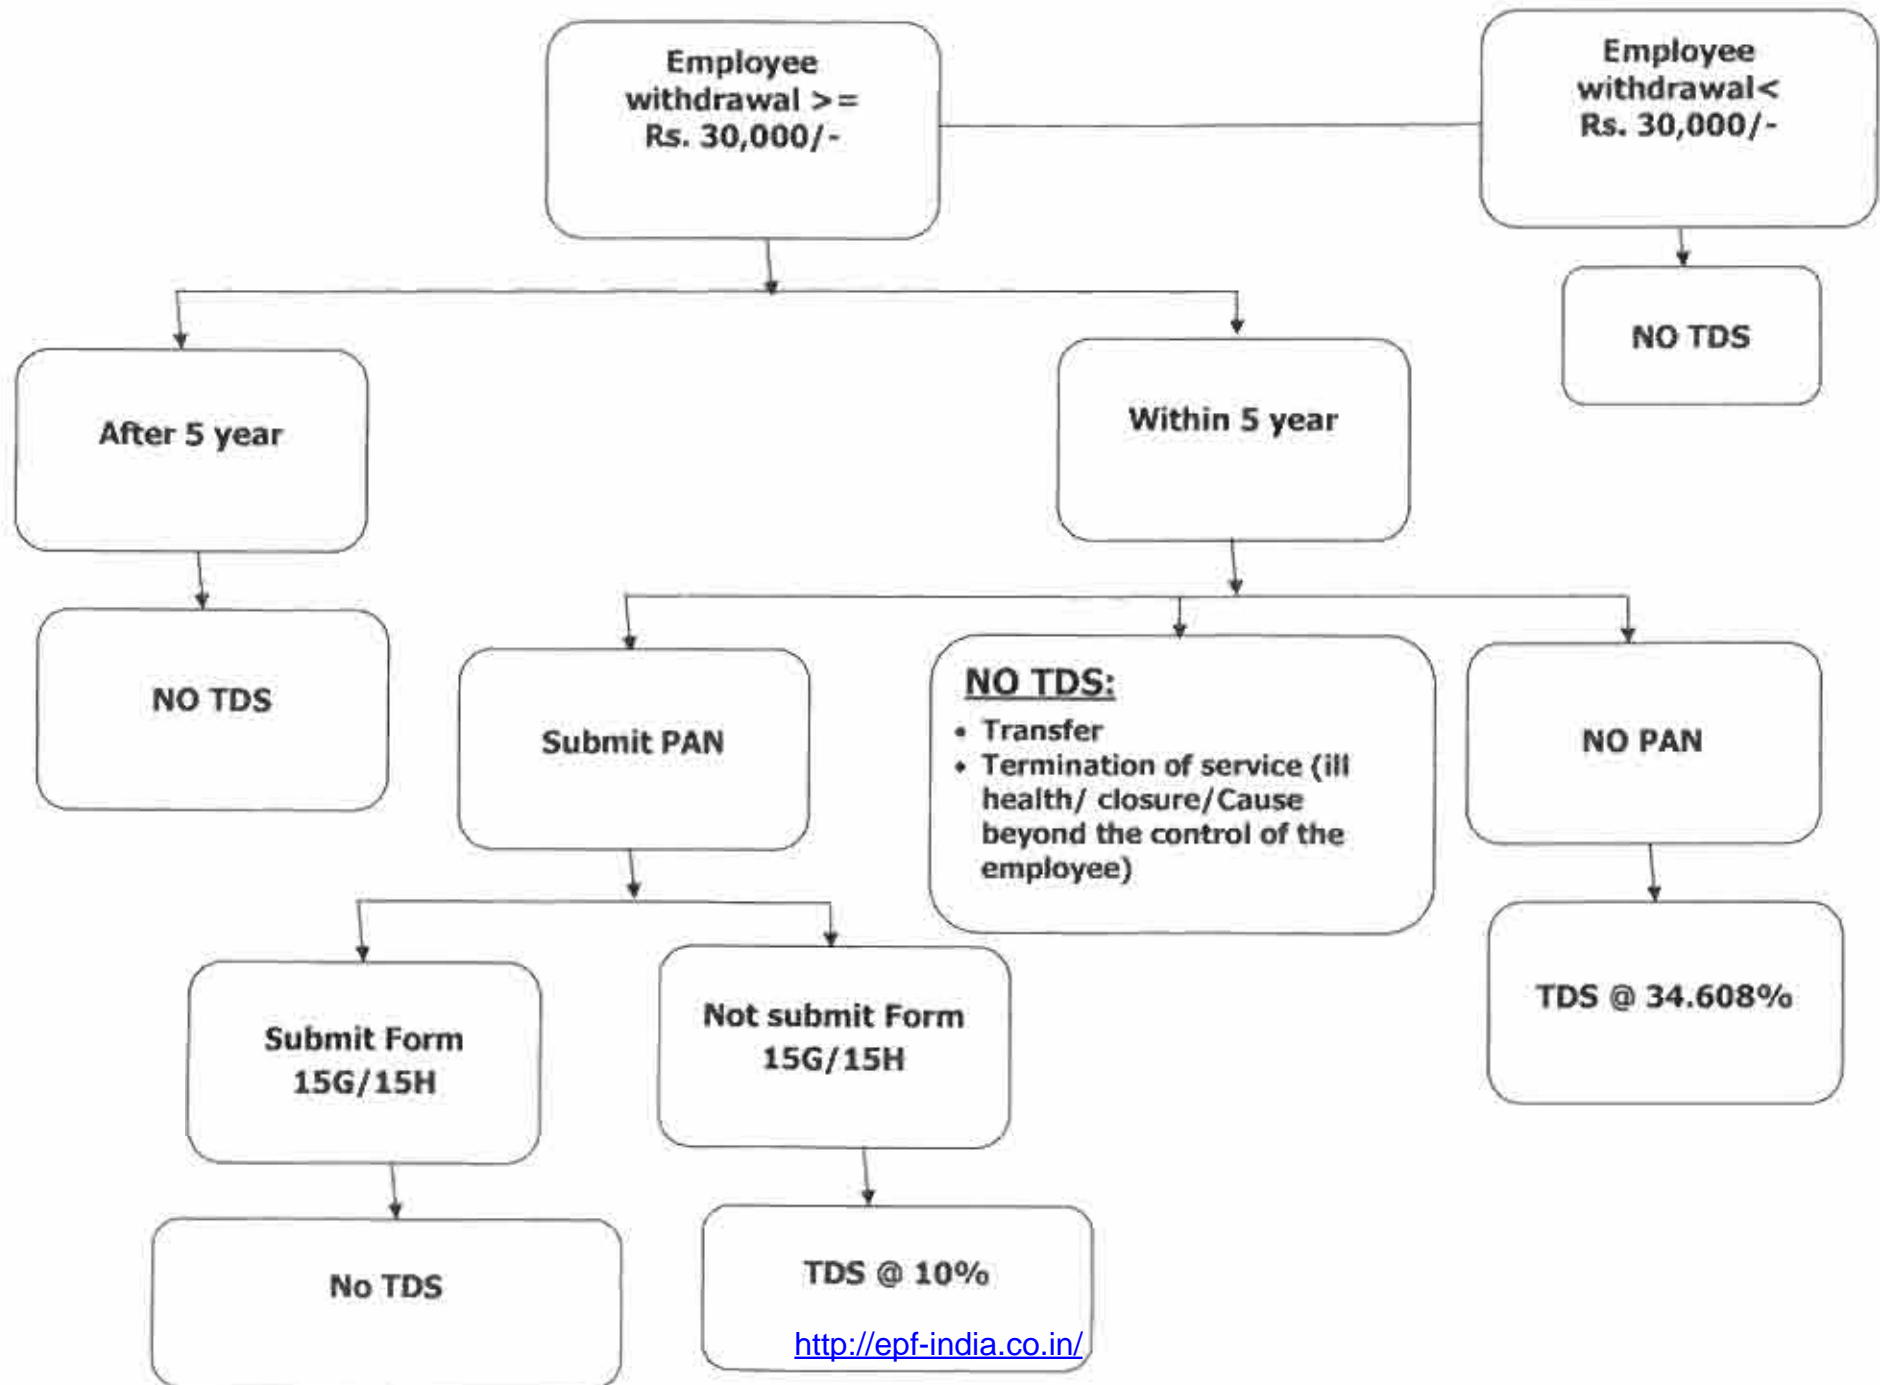 Employee
withdrawal >=
Rs. 30,000/-
Employee
withdrawal<
Rs. 30,000/-
NO TDS
After 5 year
Within 5 year
NO TDS
Submit PAN
NO TDS:
• Transfer
• Termination of service (ill
health/ closure/Cause
beyond the control of the
employee)
NO PAN
Submit Form
15G/15H
Not submit Form
15G/15H
TDS @ 34.608%
No TDS
TDS @ 10%
http://epf-india.co.in/